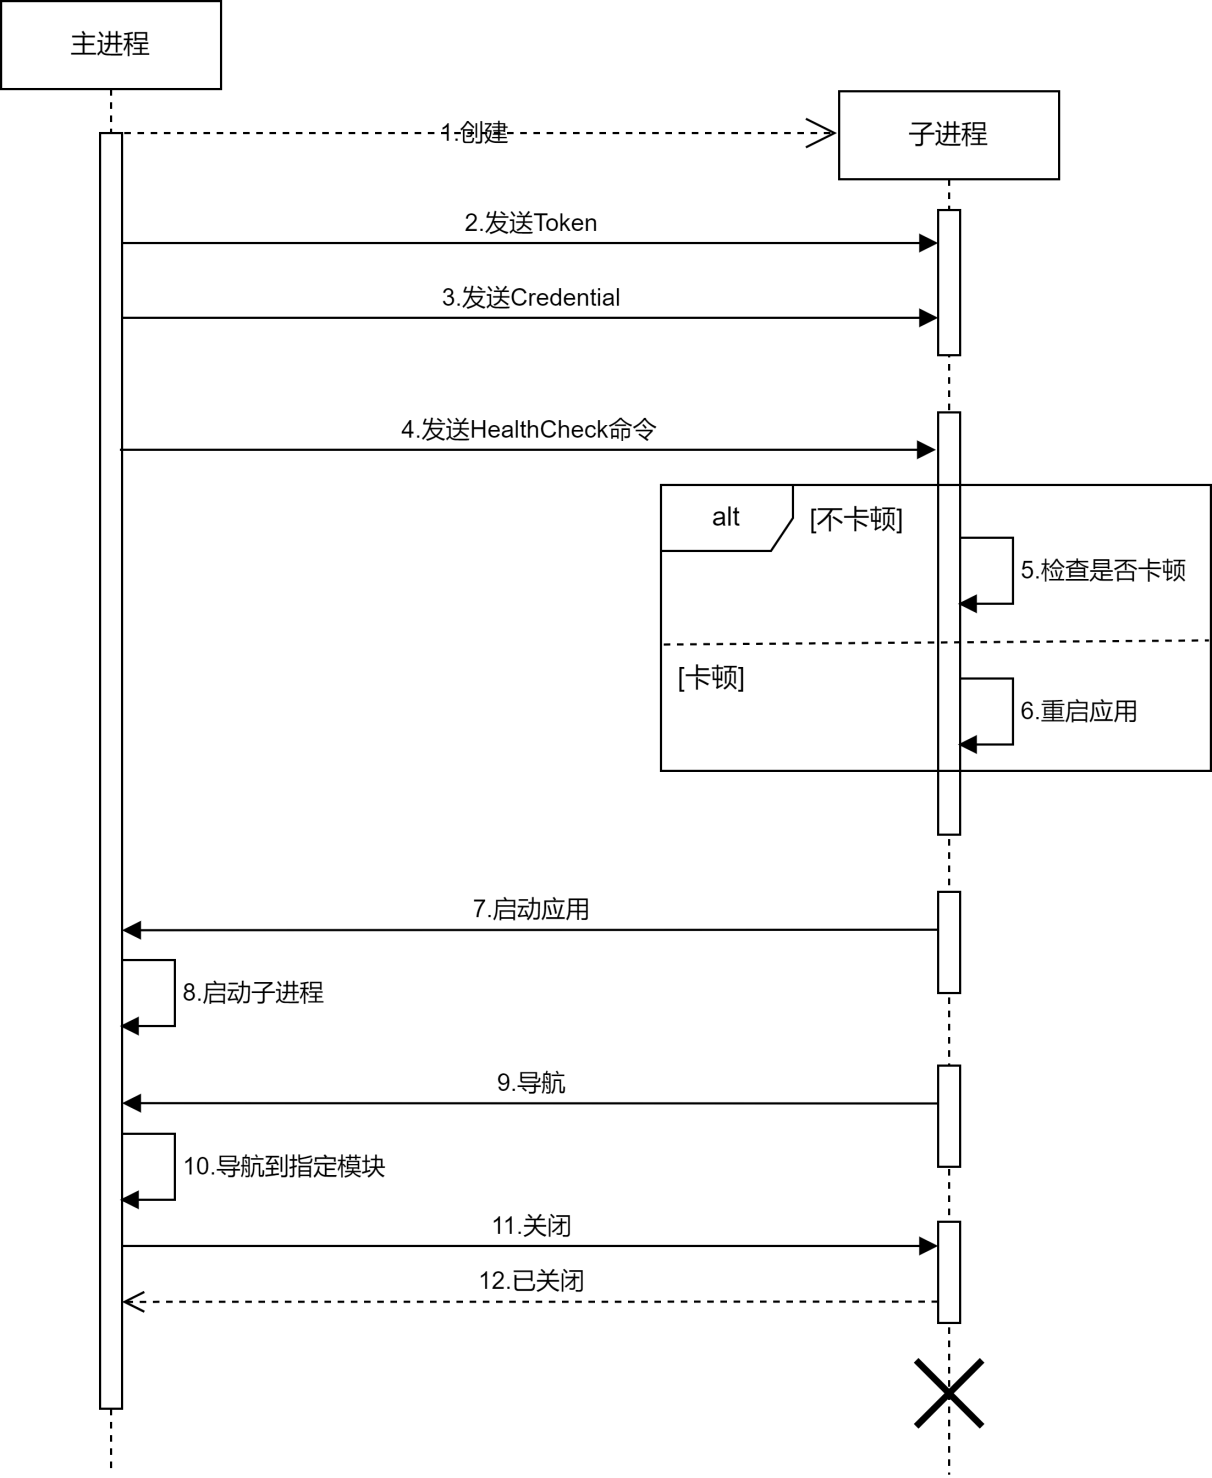 主进程
子进程
1.创建
2.发送Token
3.发送Credential
4.发送HealthCheck命令
alt
[不卡顿]
5.检查是否卡顿
[卡顿]
6.重启应用
7.启动应用
8.启动子进程
9.导航
10.导航到指定模块
11.关闭
12.已关闭